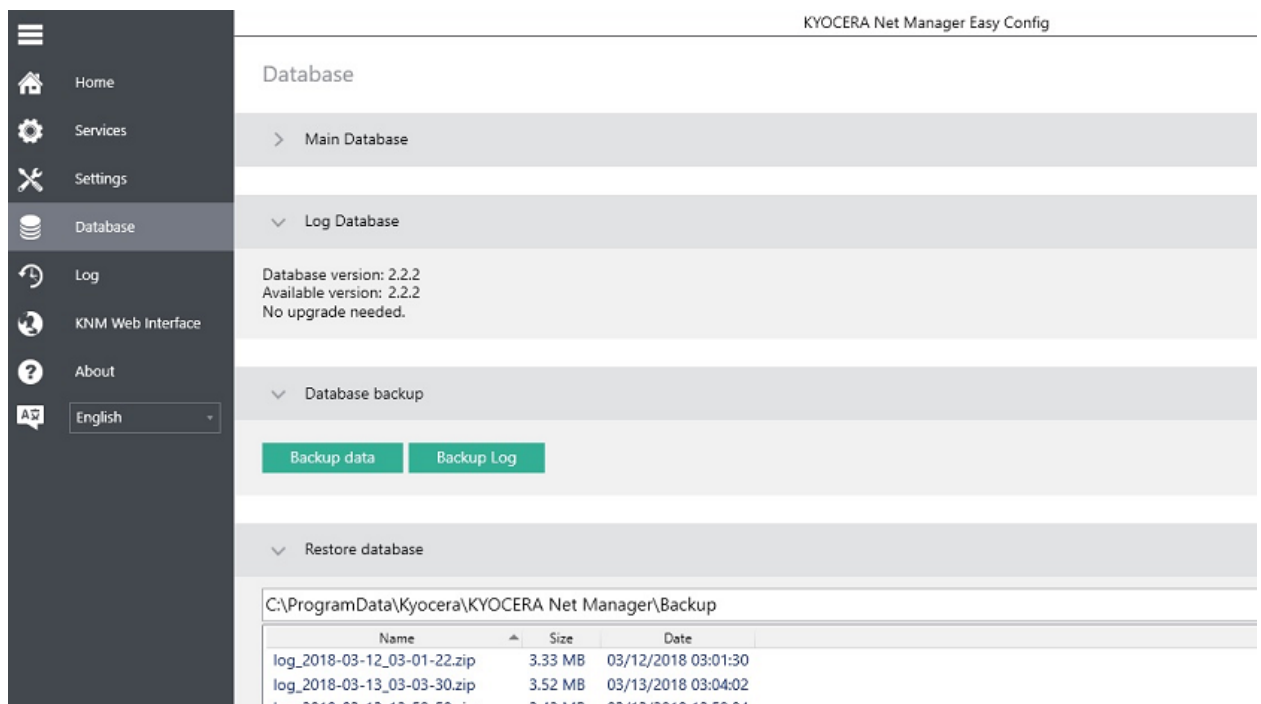 KYOCERA Net Manager Easy Config
Home
Services
Settings
Database
Log
KNM Web Interface
About
English
Database
Main Database
Log Database
Database version: 2.2.2
Available version: 2.2.2
No upgrade needed.
Database backup
Backup data Backup Log
Restore database
C:\ProgramData\Kyocera\KYOCERA Net Manager\Backup
Name Size Date
log_2018-03-12_03-01-22.zip 3.33 MB 03/12/2018 03:01:30
log_2018-03-13_03-03-30.zip 3.52 MB 03/13/2018 03:04:02